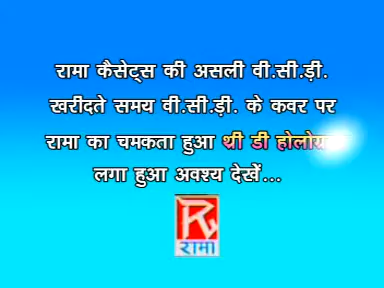 रामा कैसेट्स की असली वी.सी.ड़ी.
खरीदते समय वी.सी.ड़ी. के कवर पर
रामा का चमकता हुआ थ्री डी
लगा हुआ अवश्य देखें...
रामा